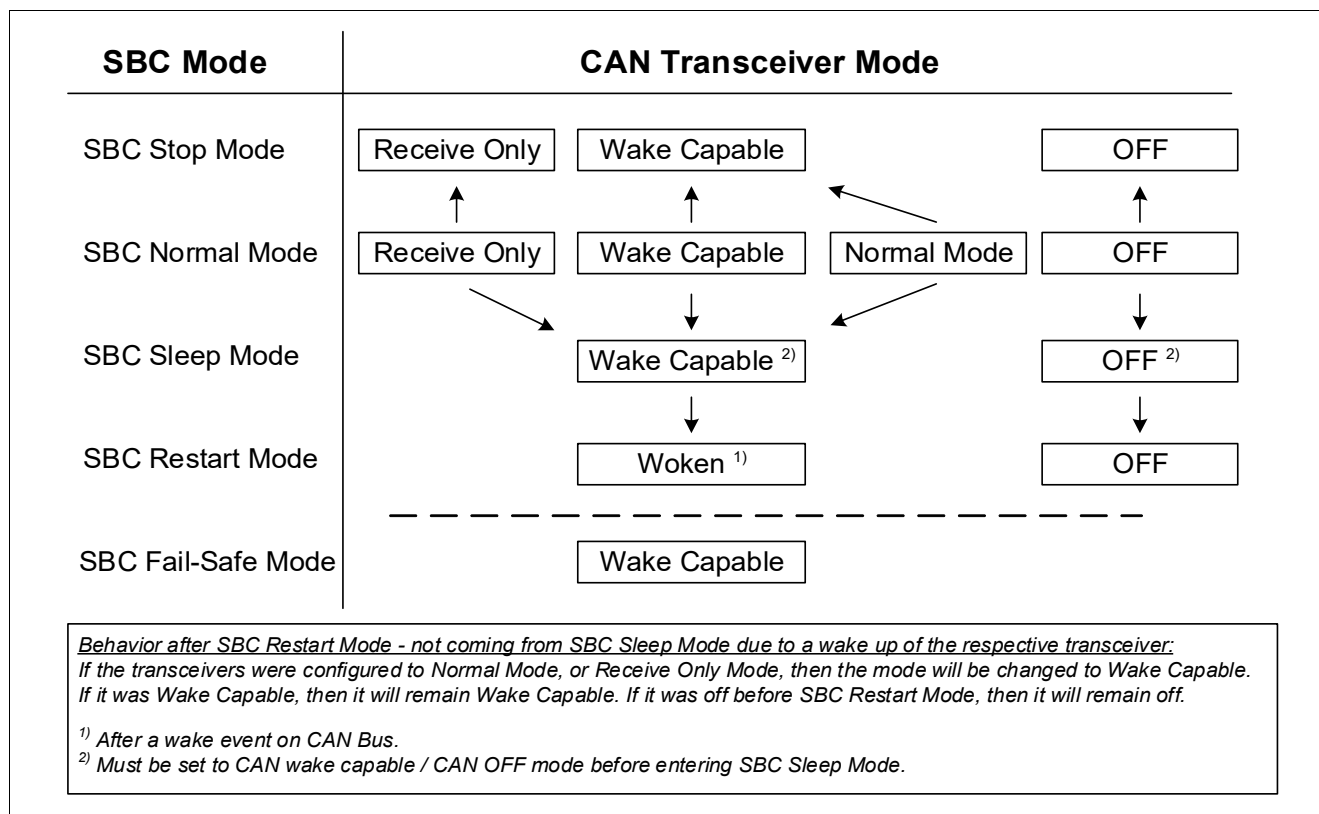 SBC Mode CAN Transceiver Mode
SBC Stop Mode Receive Only Wake Capable OFF
SBC Normal Mode Receive Only Wake Capable Normal Mode OFF
SBC Sleep Mode Wake Capable 2) OFF 2)
SBC Restart Mode Woken 1) OFF
SBC Fail-Safe Mode Wake Capable
Behavior after SBC Restart Mode - not coming from SBC Sleep Mode due to a wake up of the respective transceiver:
If the transceivers were configured to Normal Mode, or Receive Only Mode, then the mode will be changed to Wake Capable.
If it was Wake Capable, then it will remain Wake Capable. If it was off before SBC Restart Mode, then it will remain off.
1) After a wake event on CAN Bus.
2) Must be set to CAN wake capable / CAN OFF mode before entering SBC Sleep Mode.